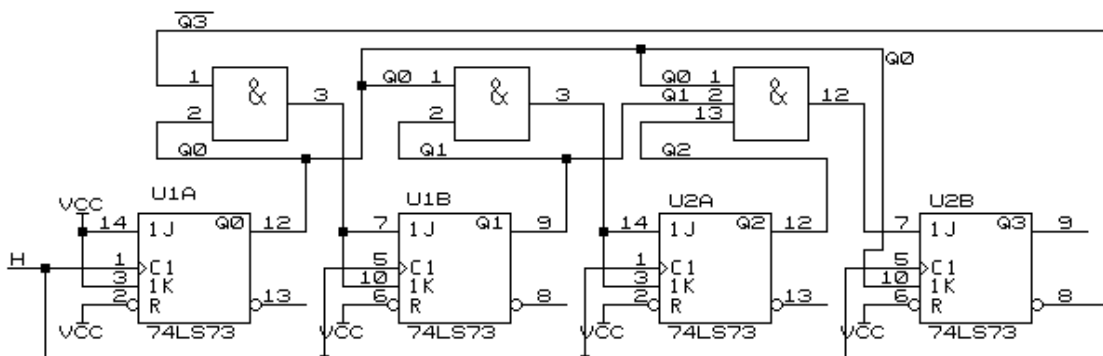 Q3
Q0
1 & 3
Q0 1 & 3
Q0 1 & 12
Q1 2
2
2
13
Q0
Q1
Q2
U1A
U1B
U2A
U2B
VCC
14 1J Q0 12
7 1J Q1 9
14 1J Q2 12
7 1J Q3 9
H
1 C1
5 C1
1 C1
5 C1
3 1K
10 1K
3 1K
10 1K
2 R 13
6 R 8
2 R 13
6 R 8
VCC 74LS73
VCC 74LS73
VCC 74LS73
VCC 74LS73